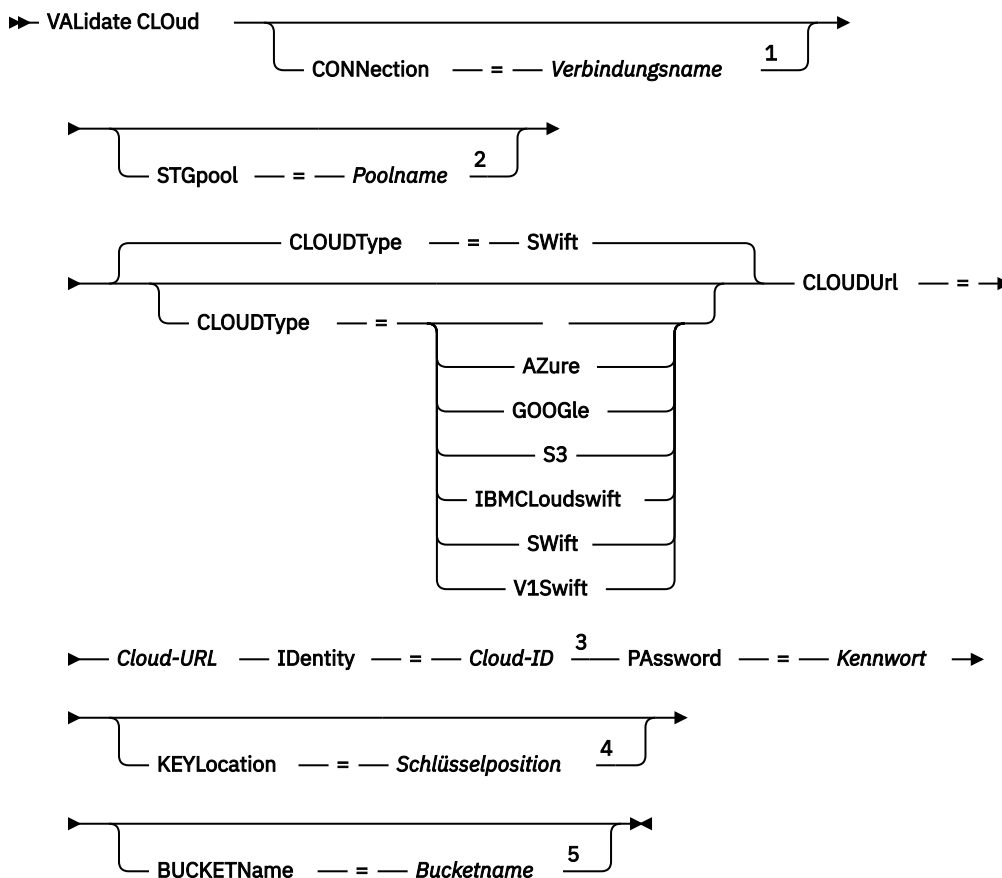 VALidate CLOud
CONNection = Verbindungsname 1
STGpool = Poolname 2
CLOUDType = SWift
CLOUDUrl =
CLOUDType =
AZure
GOOGle
S3
IBMCLoudswift
SWift
V1Swift
Cloud-URL IDentity = Cloud-ID 3 PAssword = Kennwort
KEYLocation = Schlüsselposition 4
BUCKETName = Bucketname 5